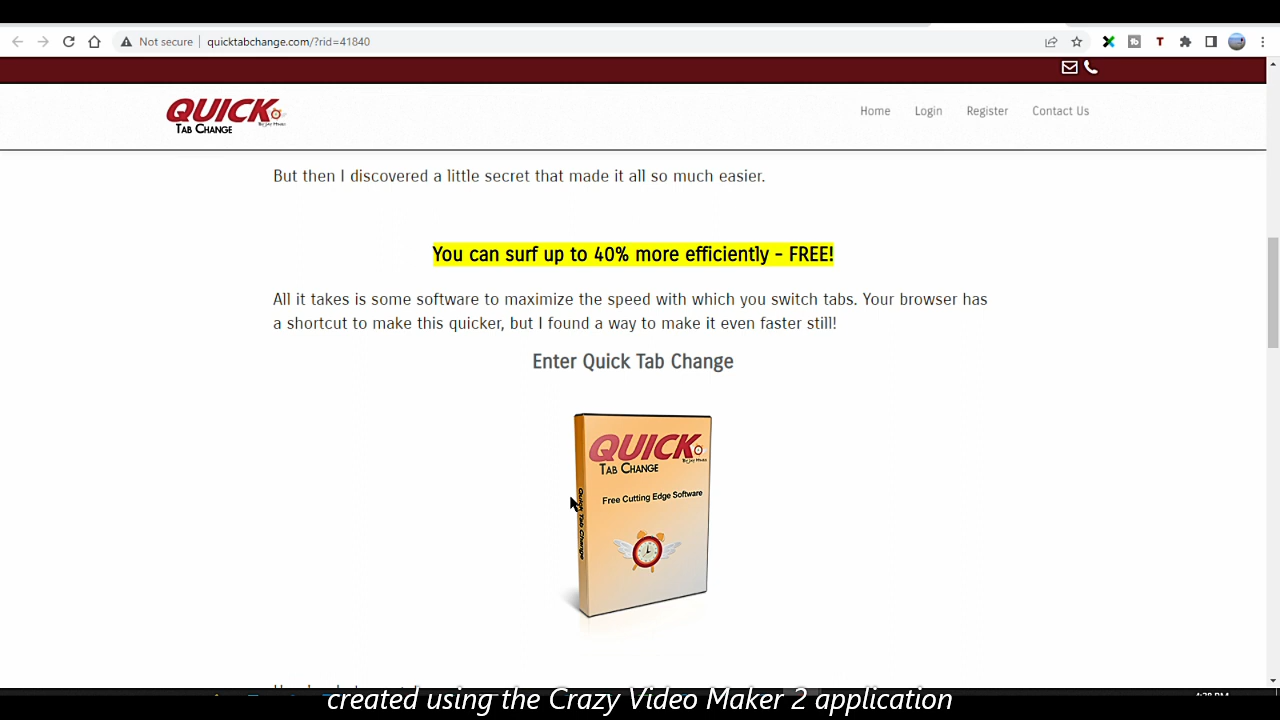 Not secure
quicktabchange.com/?rid=41840
QUICK
TAB CHANGE
Home
Login
Register
Contact Us
But then I discovered a little secret that made it all so much easier.
You can surf up to 40% more efficiently - FREE!
All it takes is some software to maximize the speed with which you switch tabs. Your browser has
a shortcut to make this quicker, but I found a way to make it even faster still!
Enter Quick Tab Change
QUICK
TAB CHANGE
Free Cutting Edge Software
Quick Tab Change
created using the Crazy Video Maker 2 application